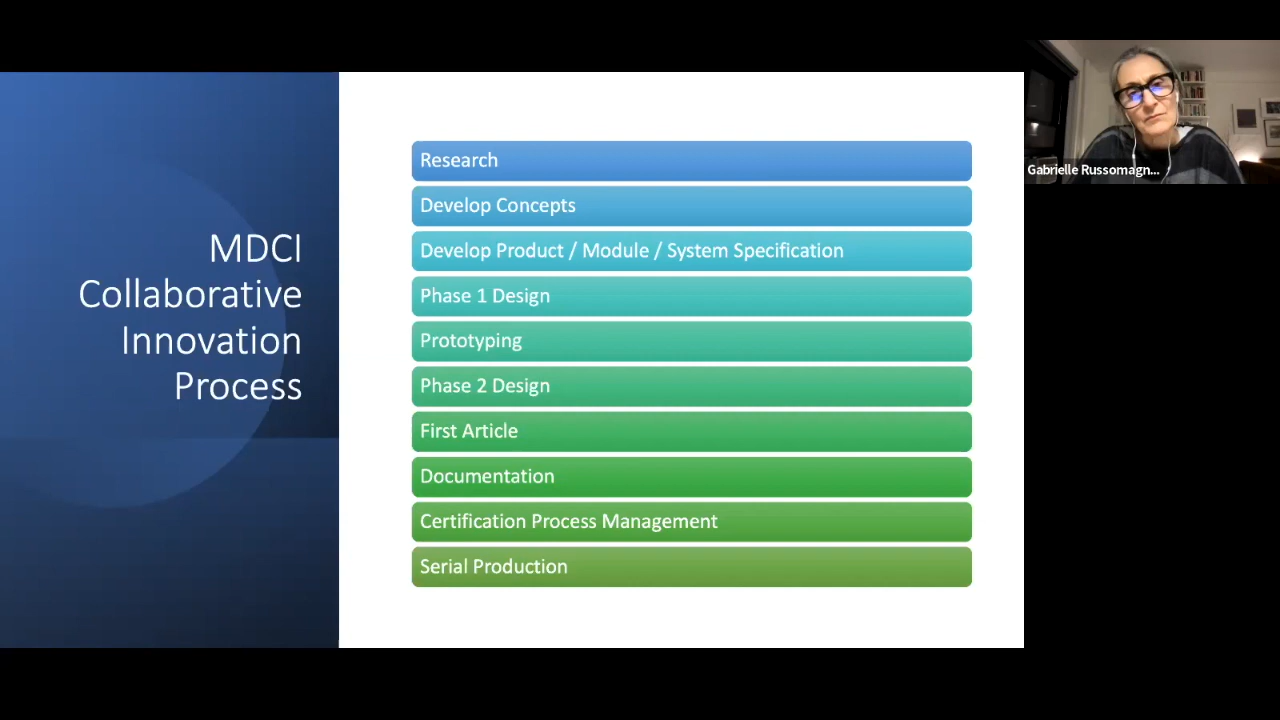 MDCI
Collaborative
Innovation
Process
Research
Develop Concepts
Develop Product / Module / System Specification
Phase 1 Design
Prototyping
Phase 2 Design
First Article
Documentation
Certification Process Management
Serial Production
Gabrielle Russomagn...